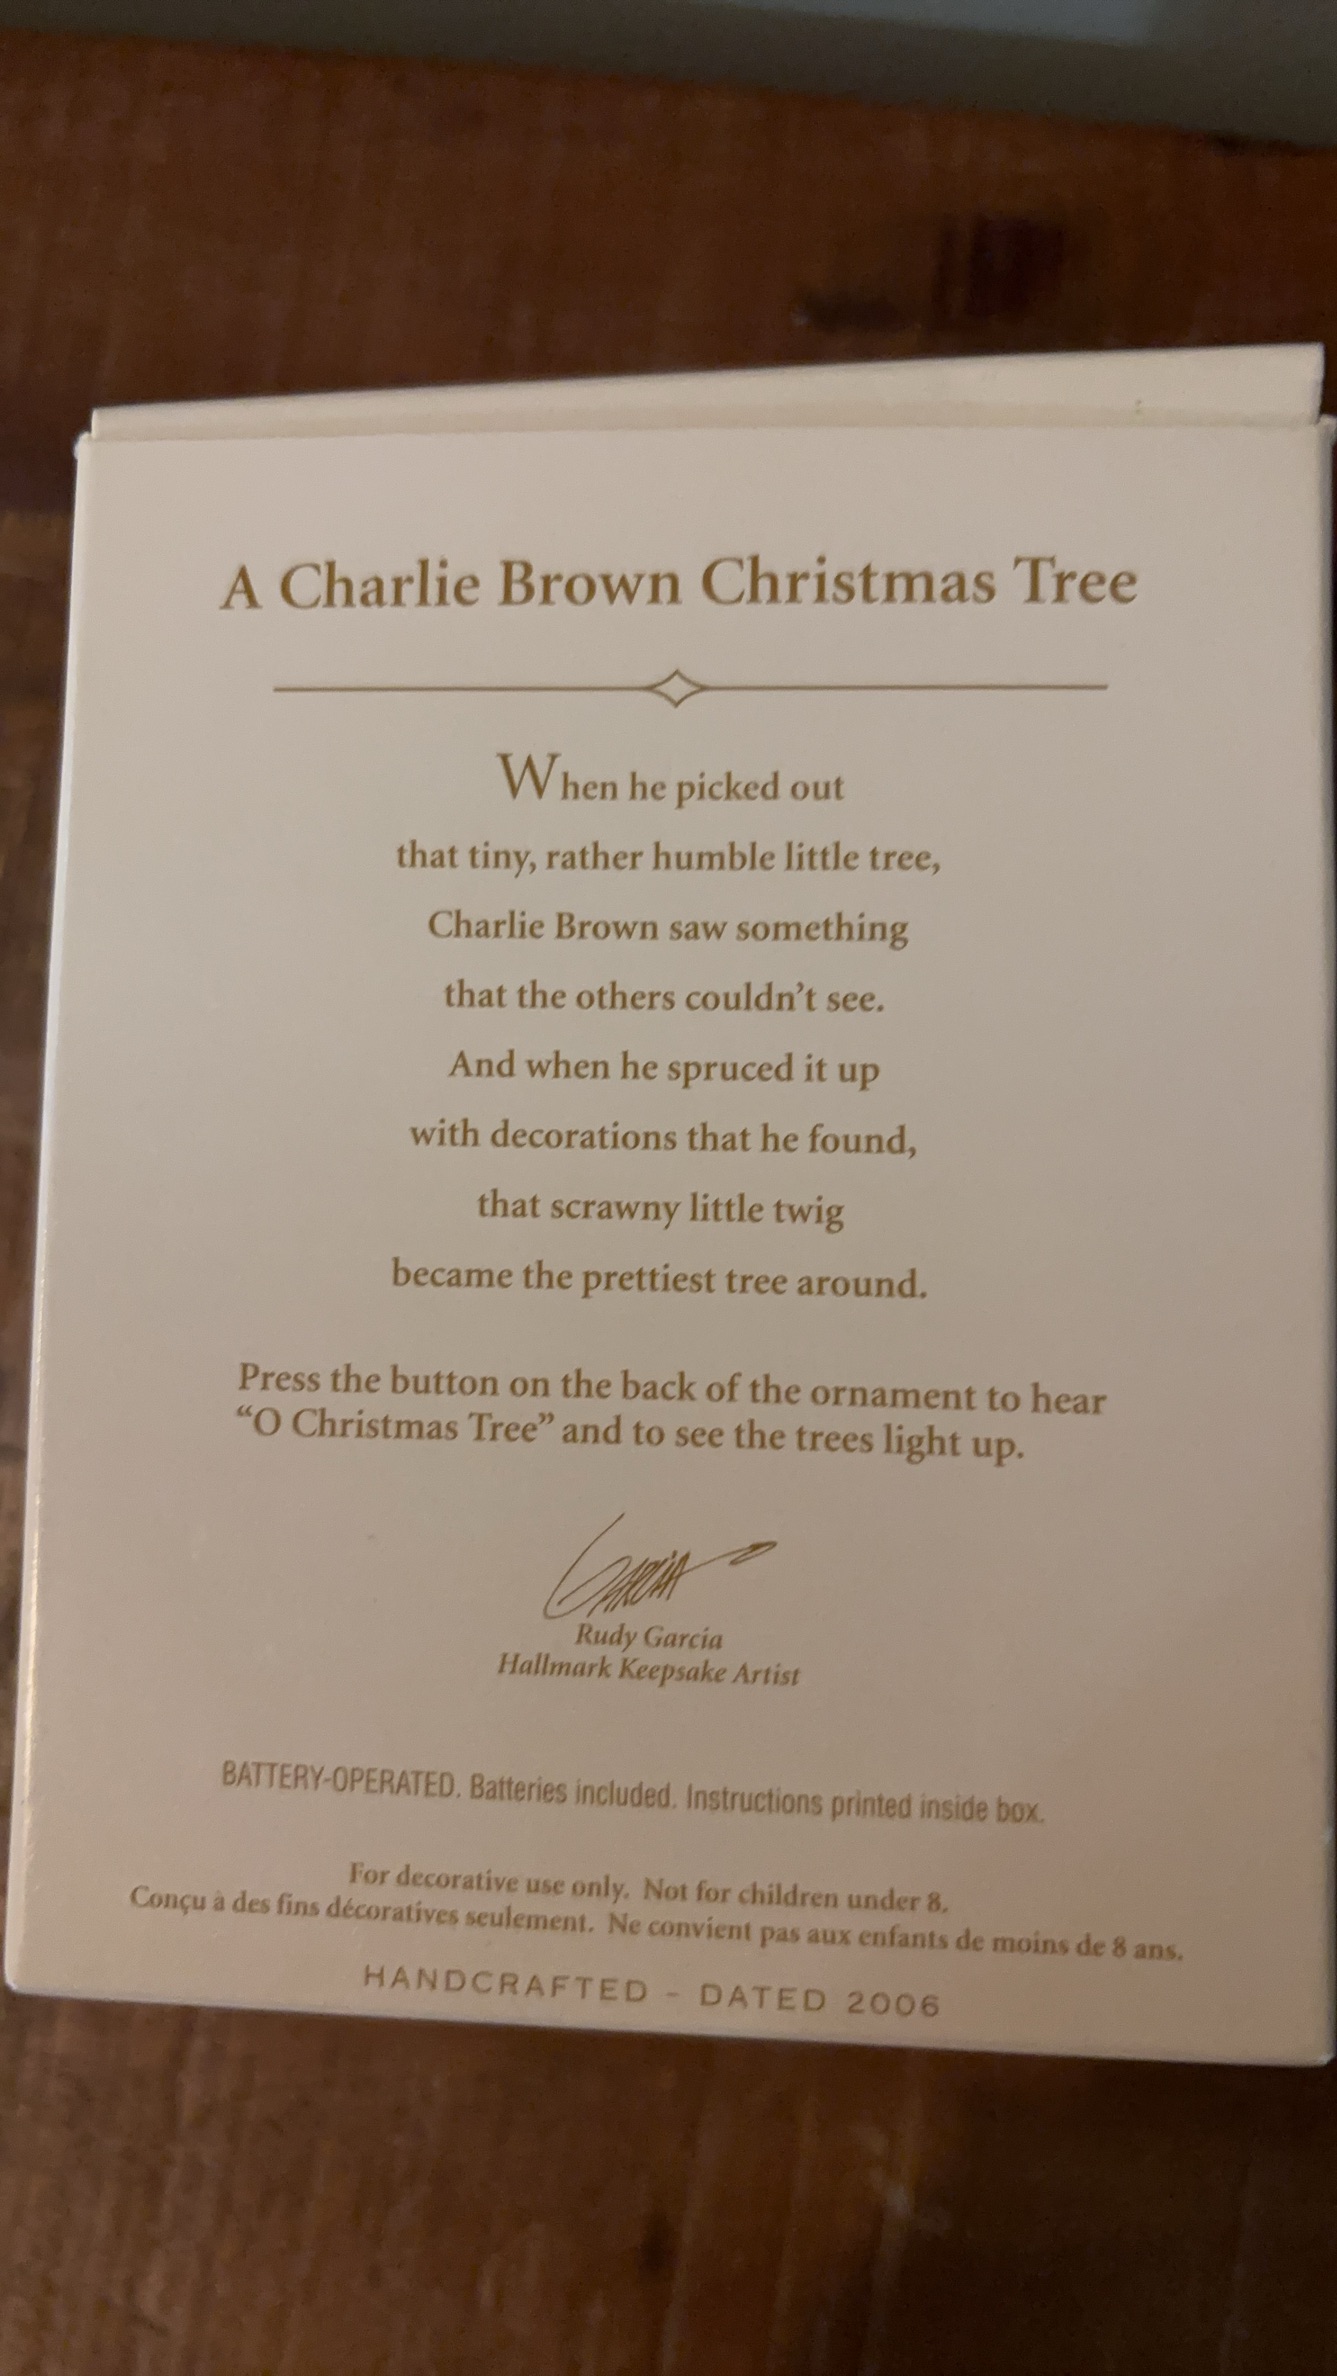 A Charlie Brown Christmas Tree
When he picked out
that tiny, rather humble little tree,
Charlie Brown saw something
that the others couldn't see.
And when he spruced it up
with decorations that he found,
that scrawny little twig
became the prettiest tree around.
Press the button on the back of the ornament to hear
“O Christmas Tree” and to see the trees light up.
GARCIA
Rudy Garcia
Hallmark Keepsake Artist
BATTERY-OPERATED. Batteries included. Instructions printed inside box.
For decorative use only. Not for children under 8.
Conçu à des fins décoratives seulement. Ne convient pas aux enfants de moins de 8 ans.
HANDCRAFTED - DATED 2006